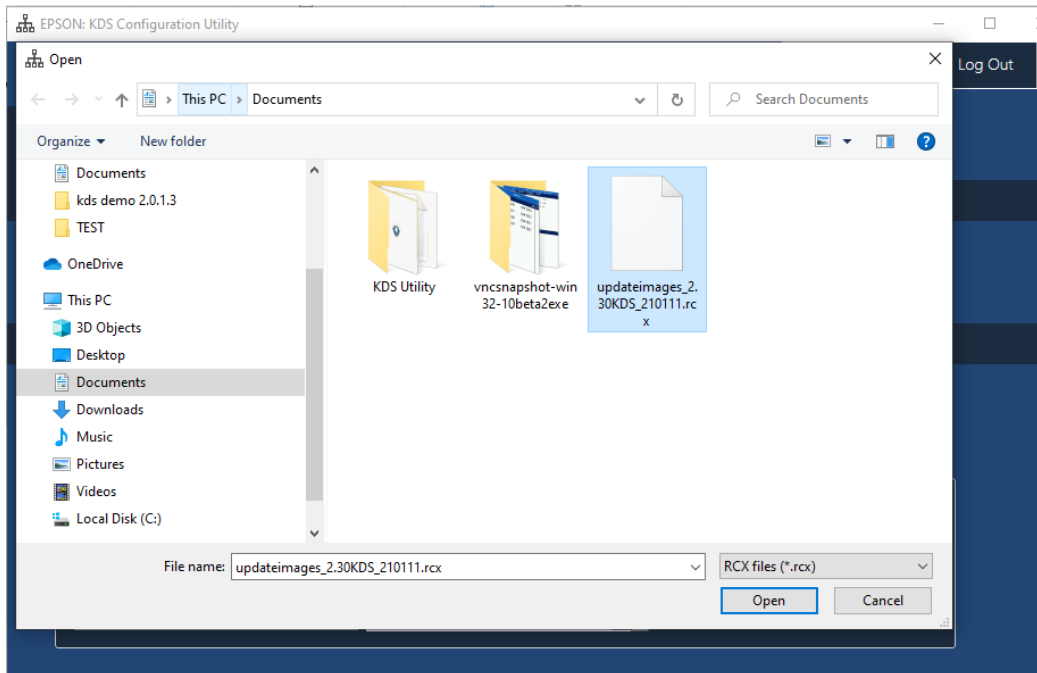 EPSON: KDS Configuration Utility
Open
Log Out
This PC > Documents
Search Documents
Organize
New folder
Documents
kds demo 2.0.1.3
TEST
OneDrive
This PC
3D Objects
Desktop
Documents
Downloads
Music
Pictures
Videos
Local Disk (C:)
KDS Utility
vncsnapshot-win
32-10beta2exe
updateimages_2.
30KDS_210111.rc
x
File name: updateimages_2.30KDS_210111.rcx
RCX files (*.rcx)
Open
Cancel